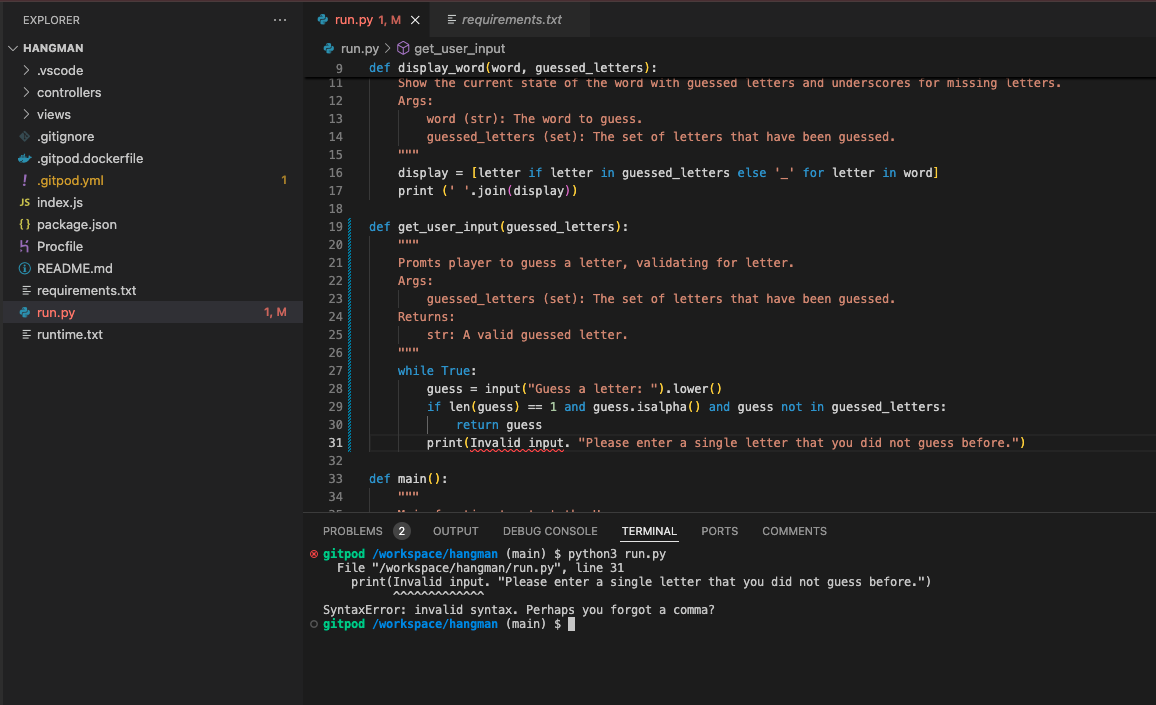 EXPLORER
HANGMAN
.vscode
controllers
views
.gitignore
.gitpod.dockerfile
.gitpod.yml 1
index.js
package.json
Procfile
README.md
requirements.txt
run.py 1, M
runtime.txt
run.py 1, M
requirements.txt
run.py > get_user_input
9 def display_word(word, guessed_letters):
11 Show the current state of the word with guessed letters and underscores for missing letters.
12 Args:
13 word (str): The word to guess.
14 guessed_letters (set): The set of letters that have been guessed.
15 """
16 display = [letter if letter in guessed_letters else '_' for letter in word]
17 print (' '.join(display))
18
19 def get_user_input(guessed_letters):
20 """
21 Promts player to guess a letter, validating for letter.
22 Args:
23 guessed_letters (set): The set of letters that have been guessed.
24 Returns:
25 str: A valid guessed letter.
26 """
27 while True:
28 guess = input("Guess a letter: ").lower()
29 if len(guess) == 1 and guess.isalpha() and guess not in guessed_letters:
30 return guess
31 print(Invalid input. "Please enter a single letter that you did not guess before.")
32
33 def main():
34 """
PROBLEMS 2 OUTPUT DEBUG CONSOLE TERMINAL PORTS COMMENTS
gitpod /workspace/hangman (main) $ python3 run.py
File "/workspace/hangman/run.py", line 31
print(Invalid input. "Please enter a single letter that you did not guess before.")
^^^^^^^^^^^^^
SyntaxError: invalid syntax. Perhaps you forgot a comma?
gitpod /workspace/hangman (main) $